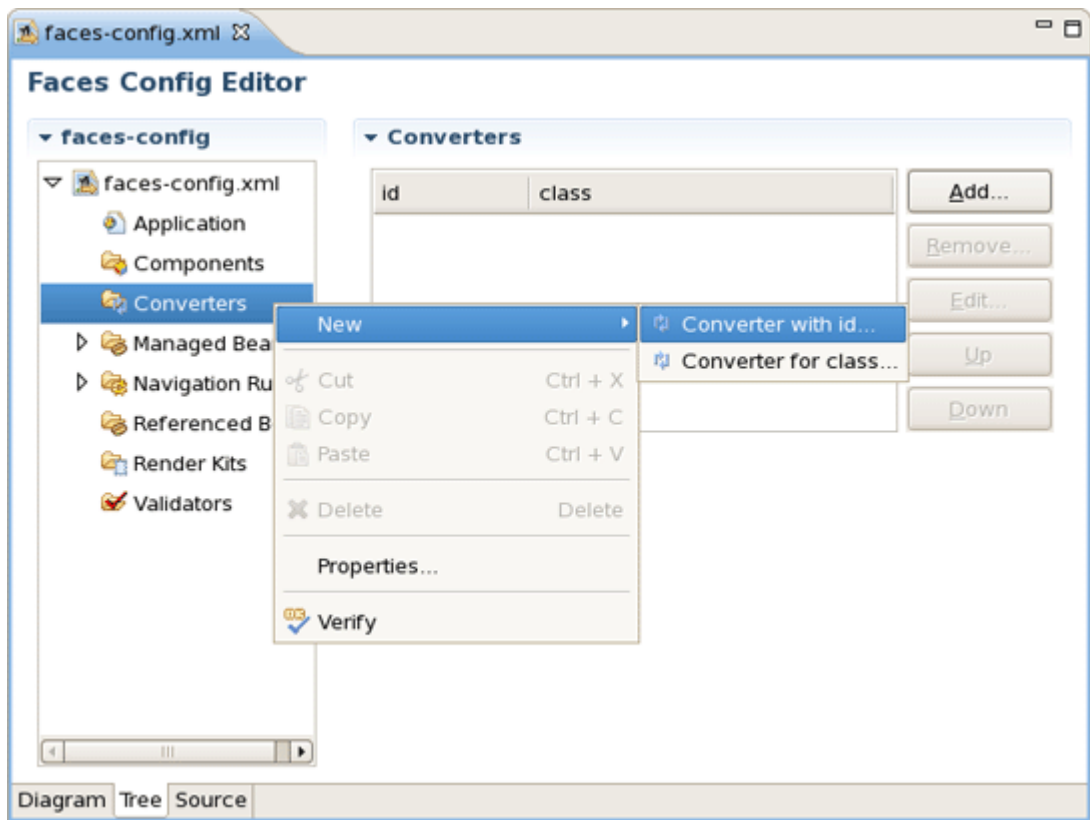 faces-config.xml
Faces Config Editor
faces-config
Converters
faces-config.xml
Application
Components
Converters
Managed Bea
Navigation Ru
Referenced B
Render Kits
Validators
id class
Add...
Remove...
Edit...
Up
Down
New
Cut Ctrl + X
Copy Ctrl + C
Paste Ctrl + V
Delete Delete
Properties...
Verify
Converter with id...
Converter for class...
Diagram Tree Source